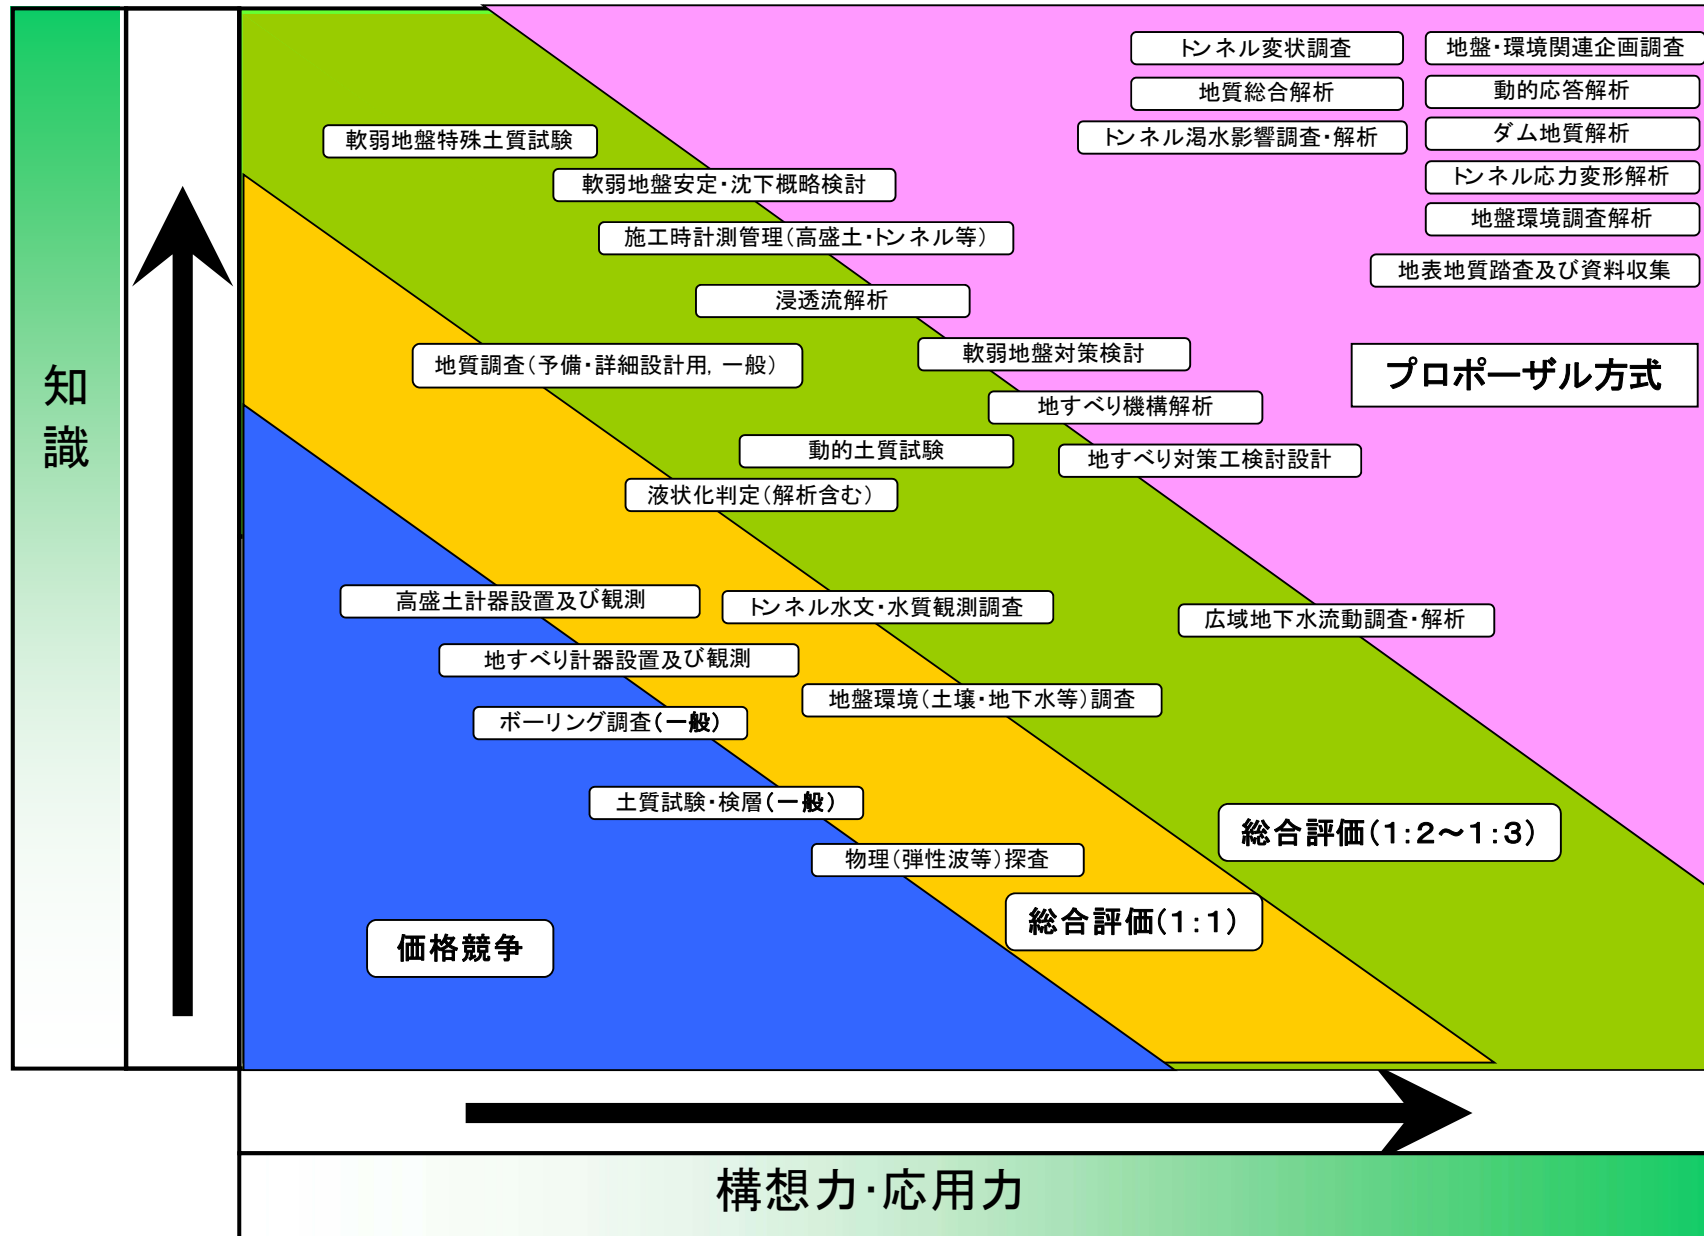 トンネル変状調査
地盤・環境関連企画調査
地質総合解析
動的応答解析
トンネル渇水影響調査・解析
ダム地質解析
軟弱地盤特殊土質試験
トンネル応力変形解析
軟弱地盤安定・沈下概略検討
地盤環境調査解析
施工時計測管理(高盛土・トンネル等)
地表地質踏査及び資料収集
浸透流解析
軟弱地盤対策検討
地質調査(予備・詳細設計用, 一般)
プロポーザル方式
知
識
地すべり機構解析
動的土質試験
地すべり対策工検討設計
液状化判定(解析含む)
高盛土計器設置及び観測
トンネル水文・水質観測調査
広域地下水流動調査・解析
地すべり計器設置及び観測
地盤環境(土壌・地下水等)調査
ボーリング調査(一般)
土質試験・検層(一般)
総合評価(1:2～1:3)
物理(弾性波等)探査
総合評価(1:1)
価格競争
構想力・応用力